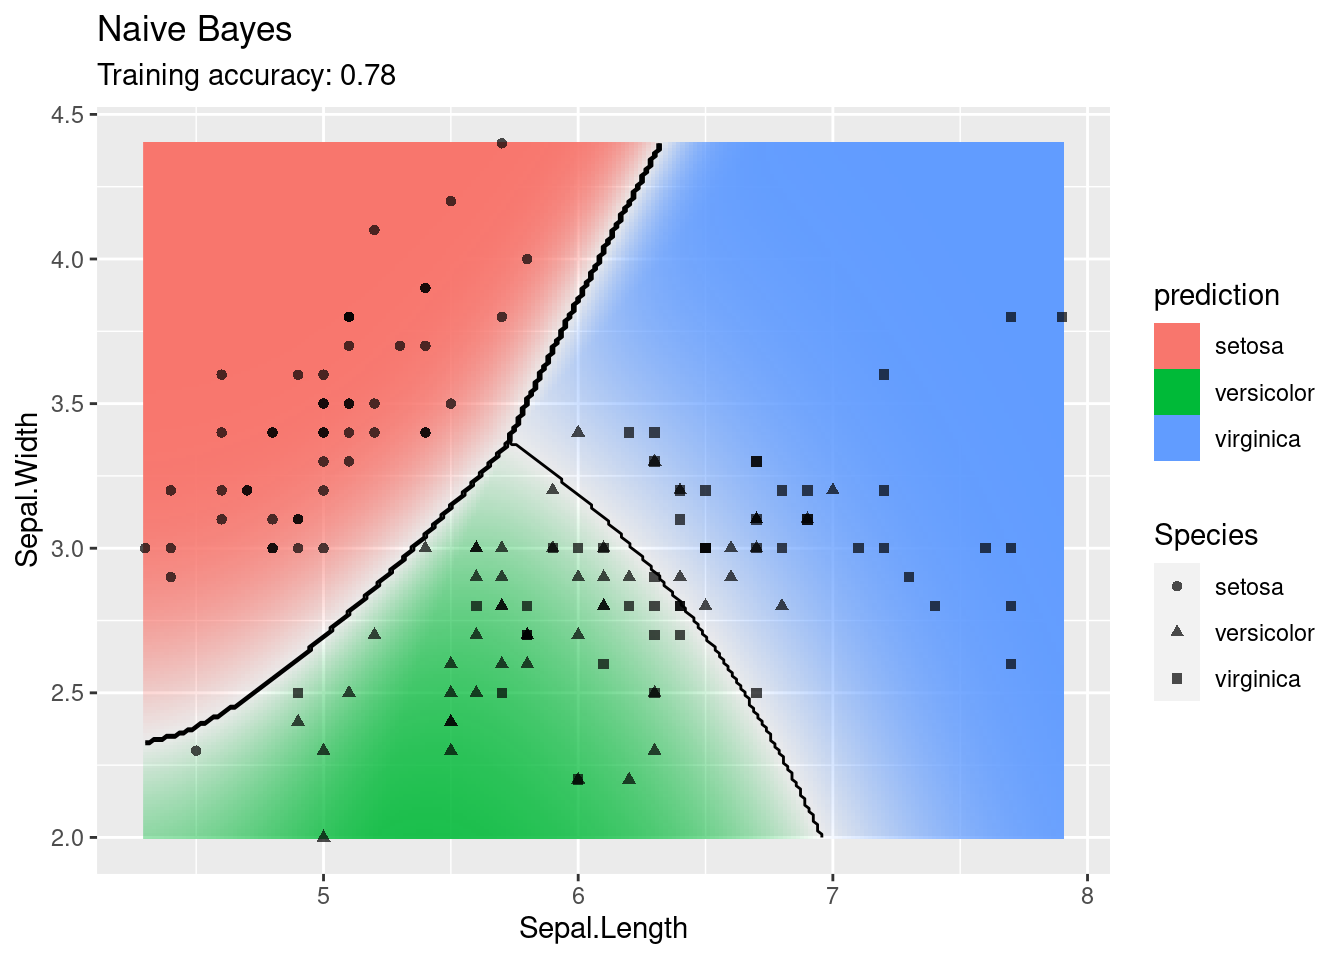 Naive Bayes
Training accuracy: 0.78
4.5
4.0
3.5
3.0
2.5
2.0
Sepal.Width
5
6
7
8
Sepal.Length
prediction
setosa
versicolor
virginica
Species
setosa
versicolor
virginica